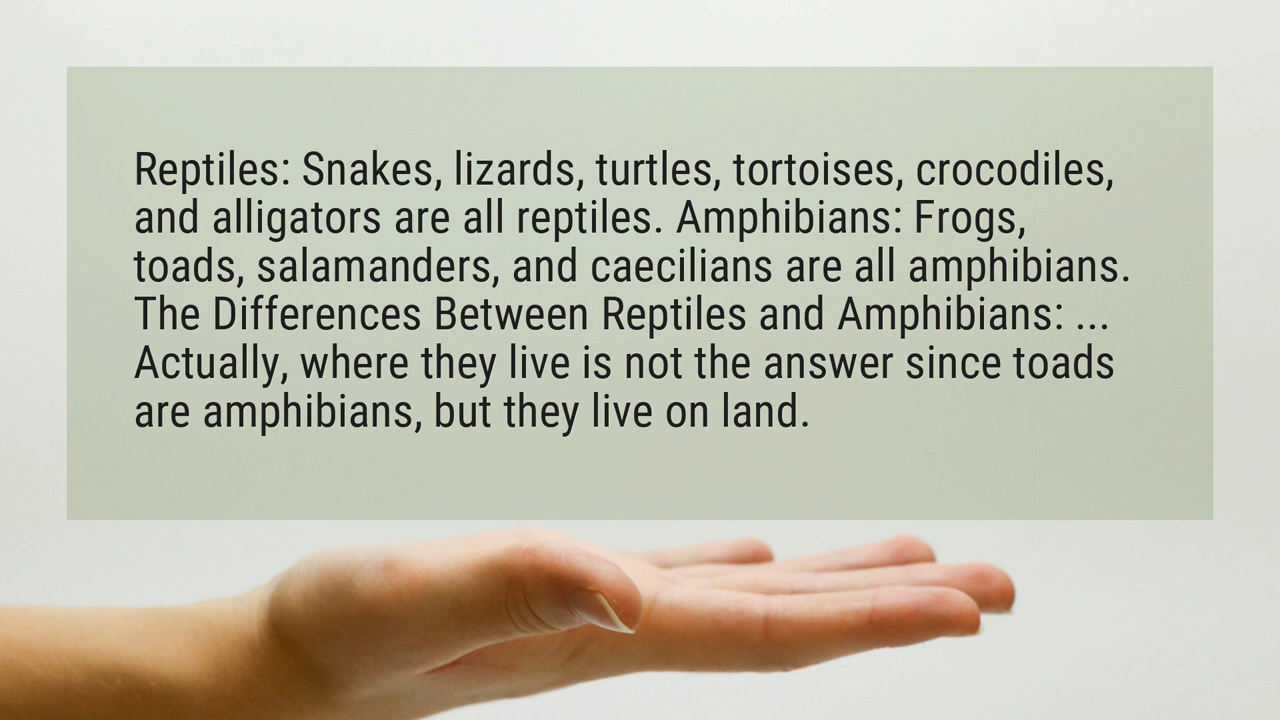 Reptiles: Snakes, lizards, turtles, tortoises, crocodiles,
and alligators are all reptiles. Amphibians: Frogs,
toads, salamanders, and caecilians are all amphibians.
The Differences Between Reptiles and Amphibians: ...
Actually, where they live is not the answer since toads
are amphibians, but they live on land.